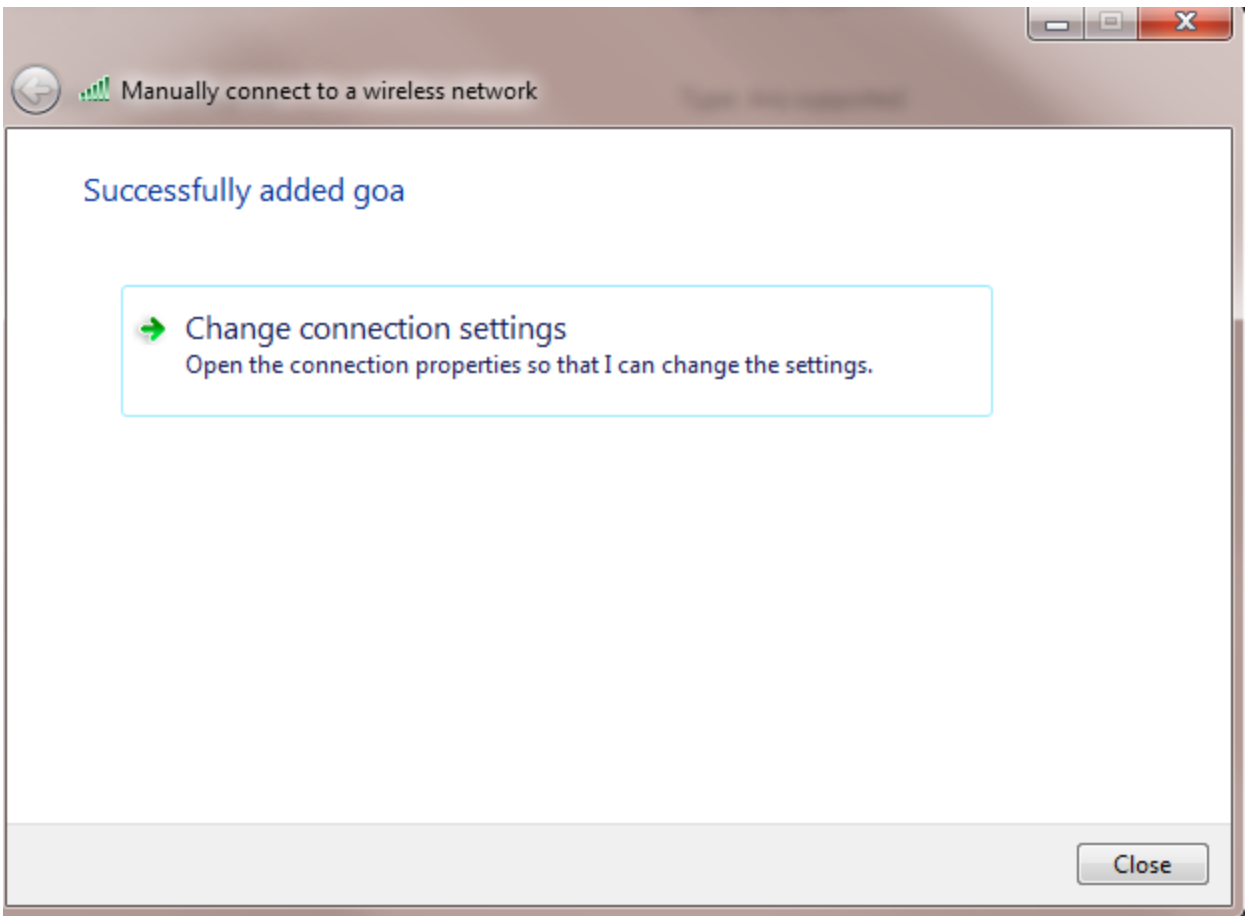 Manually connect to a wireless network
Successfully added goa
Change connection settings
Open the connection properties so that I can change the settings.
Close